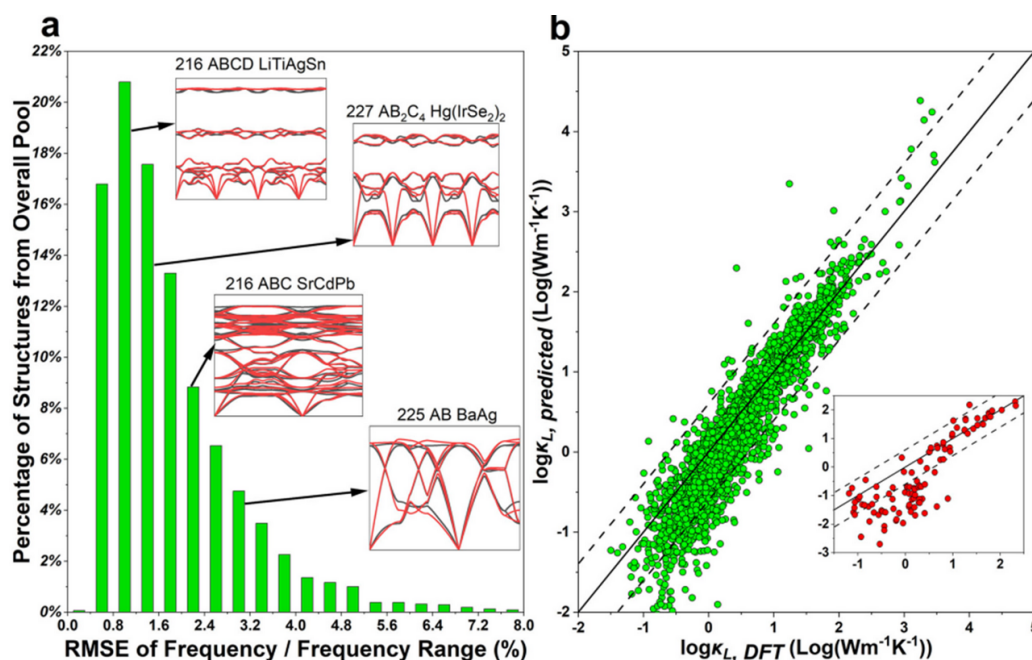 a
Percentage of Structures from Overall Pool
22%
20%
18%
16%
14%
12%
10%
8%
6%
4%
2%
0%
216 ABCD LiTiAgSn
227 AB₂C₄ Hg(IrSe₂)₂
216 ABC SrCdPb
225 AB BaAg
0.0 0.8 1.6 2.4 3.2 4.0 4.8 5.6 6.4 7.2 8.0
RMSE of Frequency / Frequency Range (%)
b
logκL, predicted (Log(Wm⁻¹K⁻¹))
5
4
3
2
1
0
-1
-2
2
1
0
-1
-2
-3
-1 0 1 2
-2 -1 0 1 2 3 4 5
logκL, DFT (Log(Wm⁻¹K⁻¹))